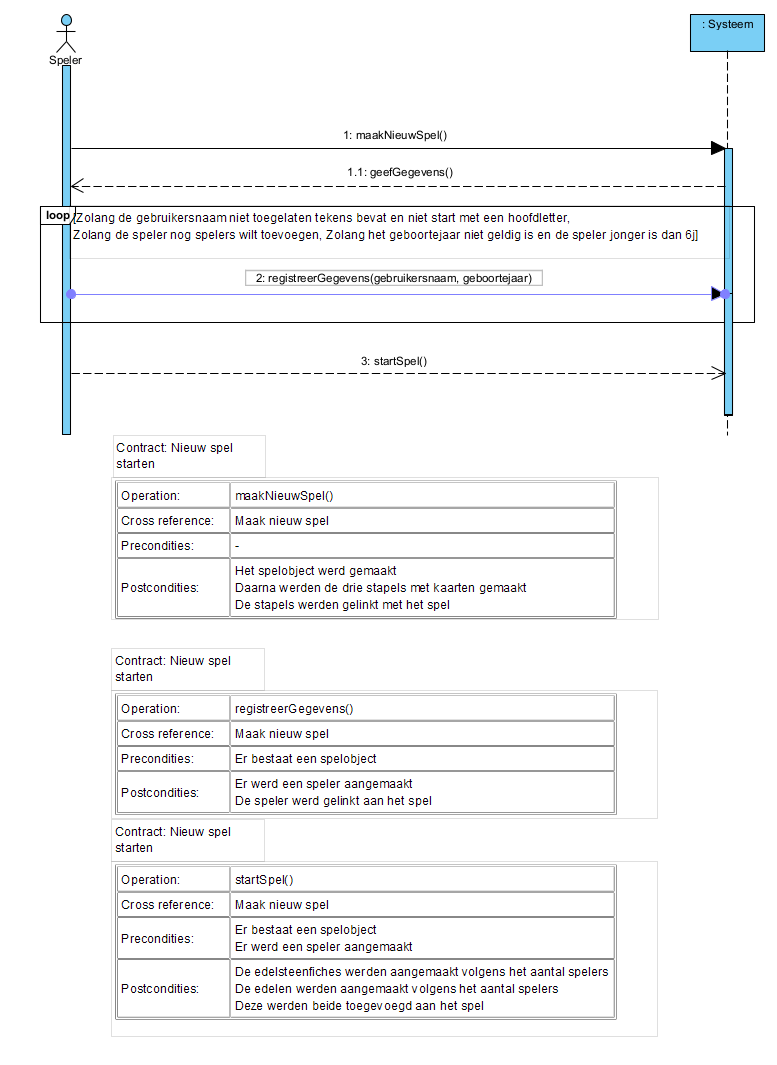 Speler
: Systeem
1: maakNieuwSpel()
1.1: geefGegevens()
loop
[Zolang de gebruikersnaam niet toegelaten tekens bevat en niet start met een hoofdletter,
Zolang de speler nog spelers wilt toevoegen, Zolang het geboortejaar niet geldig is en de speler jonger is dan 6j]
2: registreerGegevens(gebruikersnaam, geboortejaar)
3: startSpel()
Contract: Nieuw spel
starten
Operation: maakNieuwSpel()
Cross reference: Maak nieuw spel
Precondities: -
Postcondities:
Het spelobject werd gemaakt
Daarna werden de drie stapels met kaarten gemaakt
De stapels werden gelinkt met het spel
Contract: Nieuw spel
starten
Operation: registreerGegevens()
Cross reference: Maak nieuw spel
Precondities: Er bestaat een spelobject
Postcondities:
Er werd een speler aangemaakt
De speler werd gelinkt aan het spel
Contract: Nieuw spel
starten
Operation: startSpel()
Cross reference: Maak nieuw spel
Precondities:
Er bestaat een spelobject
Er werd een speler aangemaakt
Postcondities:
De edelsteenfiches werden aangemaakt volgens het aantal spelers
De edelen werden aangemaakt volgens het aantal spelers
Deze werden beide toegevoegd aan het spel